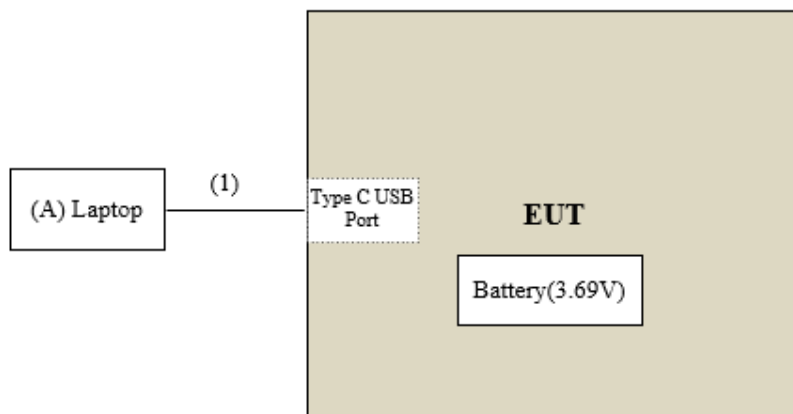 (1)
(A) Laptop
Type C USB
Port
EUT
Battery(3.69V)